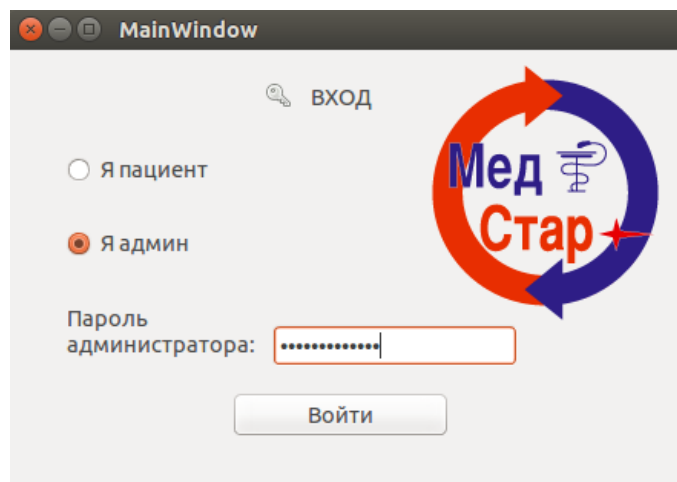 MainWindow
ВХОД
Я пациент
Я админ
Пароль
администратора:
•••••••••••••
Войти
Мед
Стар